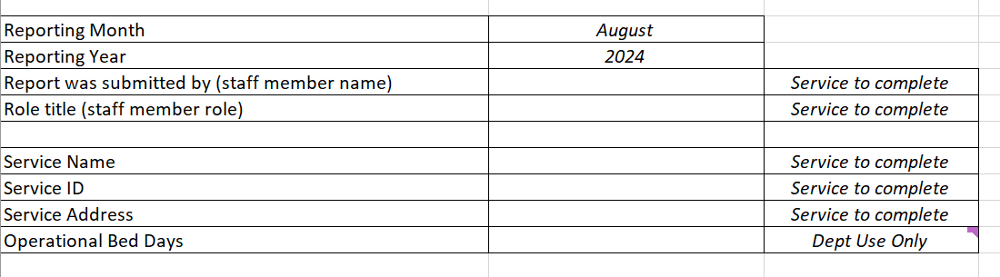 Reporting Month August
Reporting Year 2024
Report was submitted by (staff member name) Service to complete
Role title (staff member role) Service to complete
Service Name Service to complete
Service ID Service to complete
Service Address Service to complete
Operational Bed Days Dept Use Only